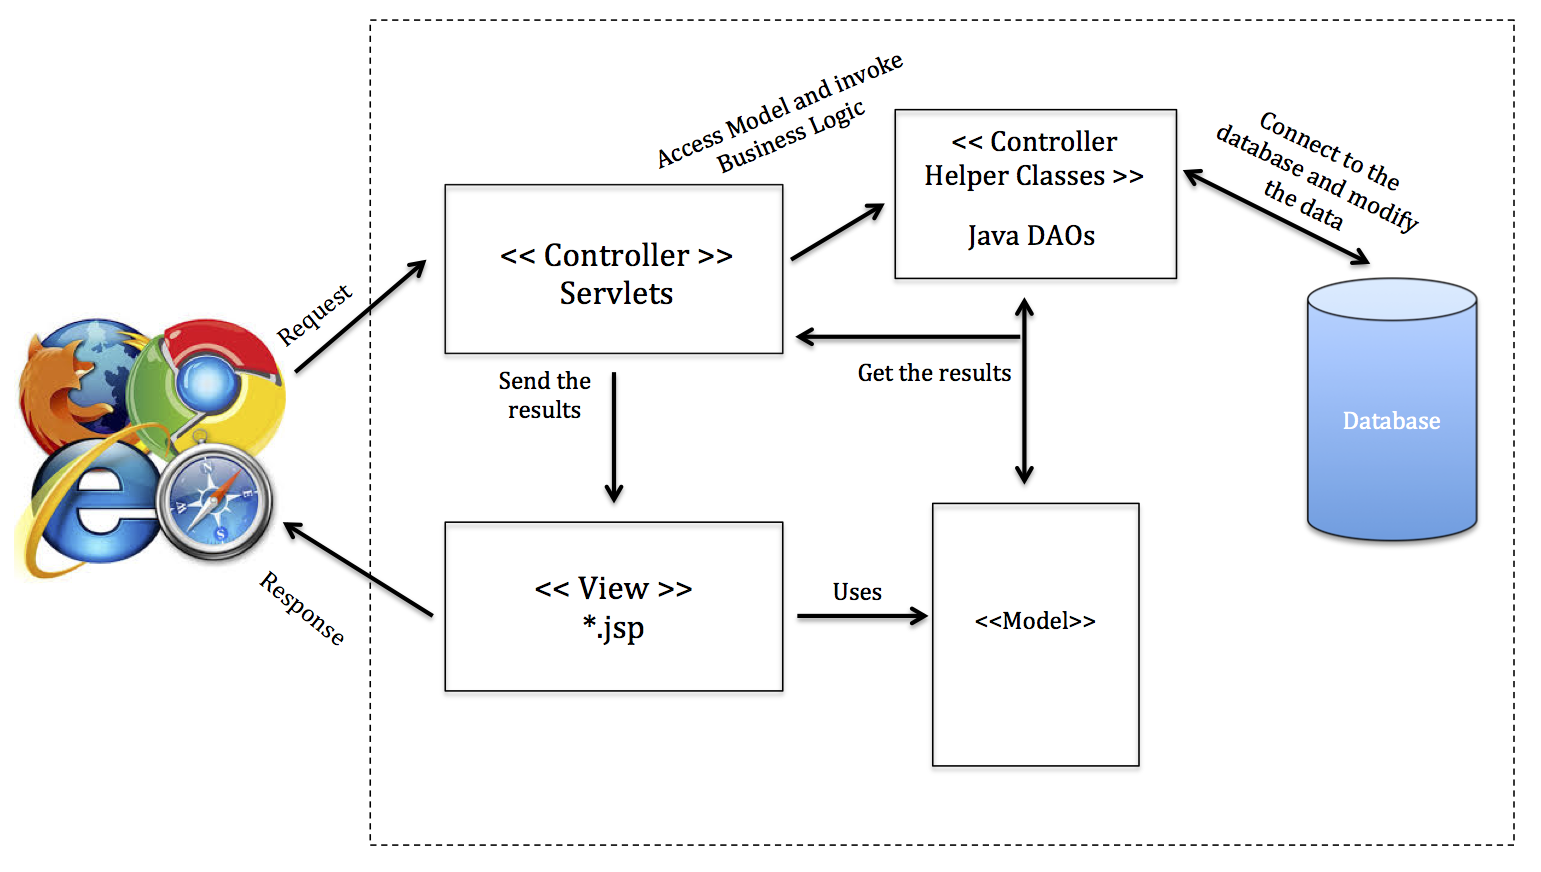 Access Model and invoke
Business Logic
<< Controller
Helper Classes >>
Java DAOs
Connect to the
database and modify
the data
<< Controller >>
Servlets
Request
Send the
results
Get the results
Database
N
E
S
W
Response
<< View >>
*.jsp
Uses
<<Model>>